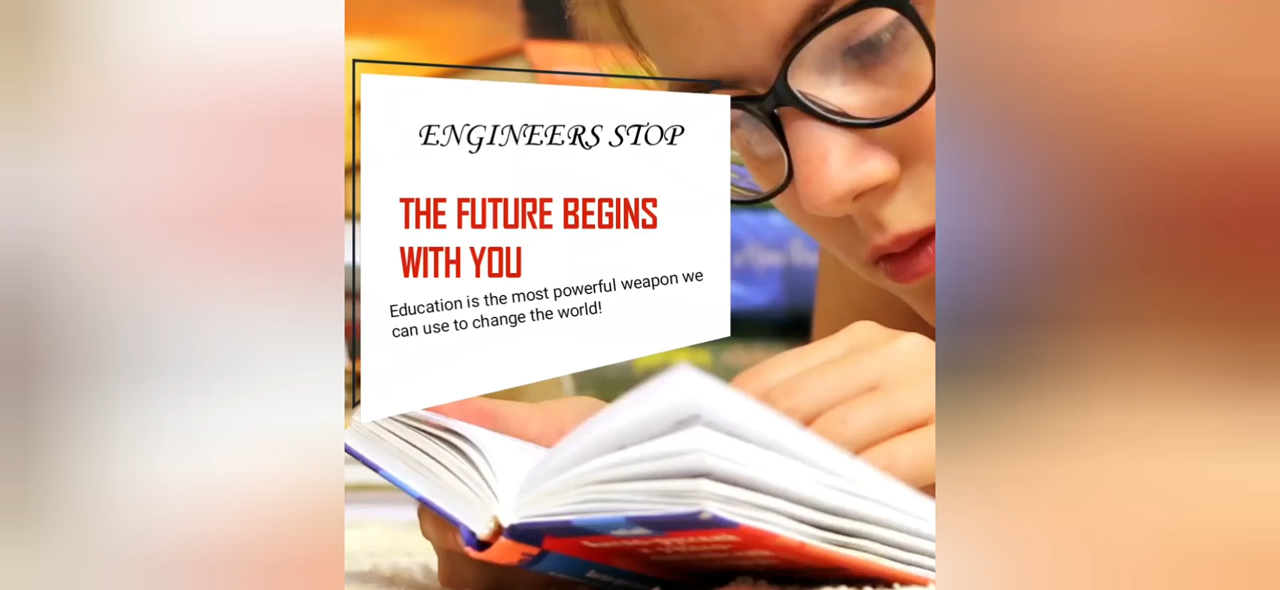 ENGINEERS STOP
THE FUTURE BEGINS
WITH YOU
Education is the most powerful weapon we
can use to change the world!